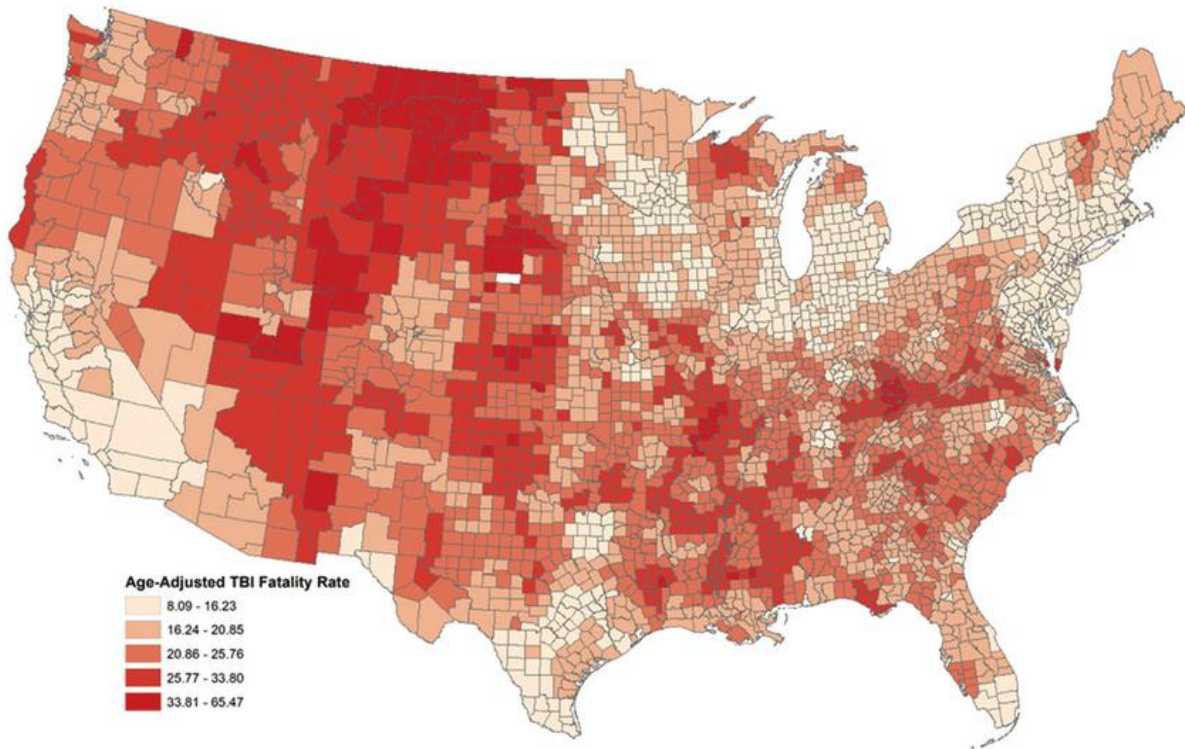 Age-Adjusted TBI Fatality Rate
8.09 - 16.23
16.24 - 20.85
20.86 - 25.76
25.77 - 33.80
33.81 - 65.47